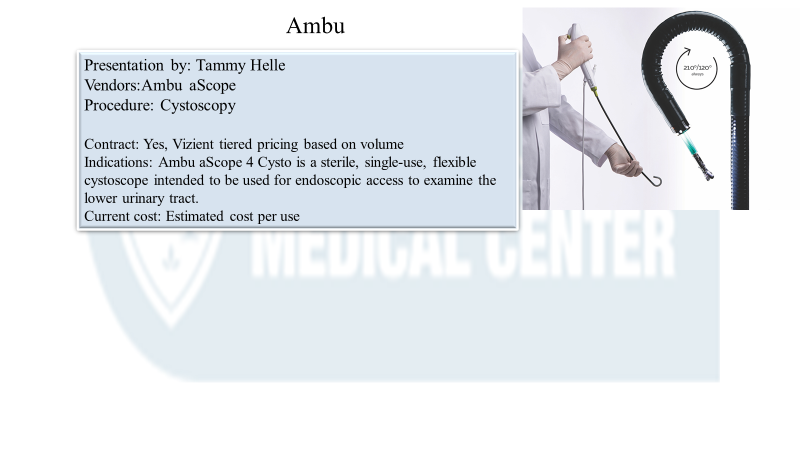 Ambu
Presentation by: Tammy Helle
Vendors:Ambu aScope
Procedure: Cystoscopy
Contract: Yes, Vizient tiered pricing based on volume
Indications: Ambu aScope 4 Cysto is a sterile, single-use, flexible
cystoscope intended to be used for endoscopic access to examine the
lower urinary tract.
Current cost: Estimated cost per use
210°/120°
always
MEDICAL CENTER